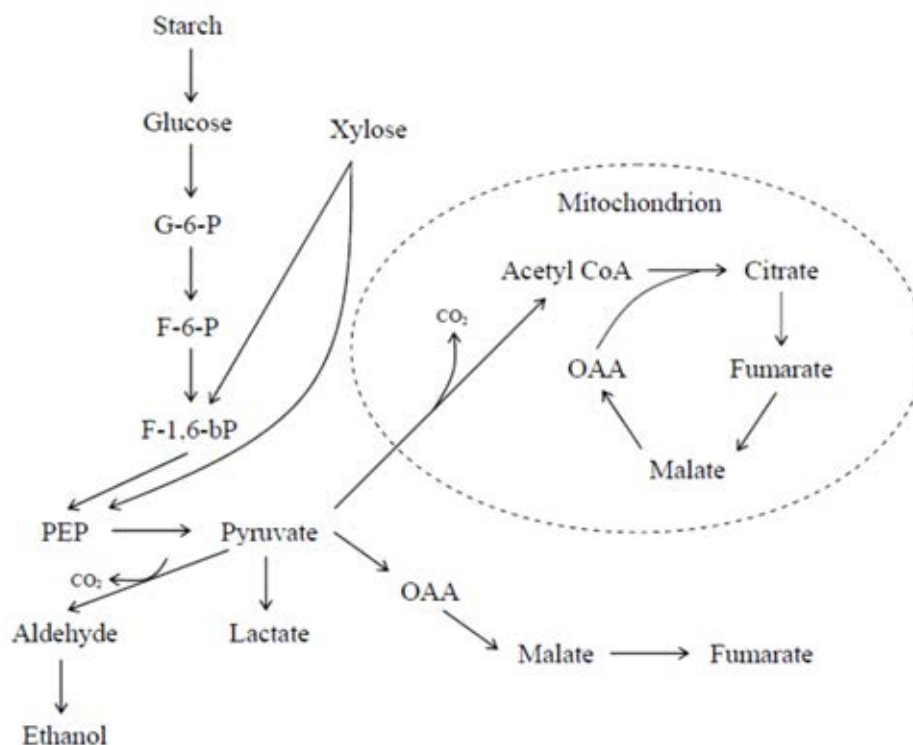 Starch
Glucose
Xylose
G-6-P
Mitochondrion
Acetyl CoA
Citrate
CO₂
F-6-P
OAA
Fumarate
F-1,6-bP
Malate
PEP
Pyruvate
CO₂
OAA
Aldehyde
Lactate
Malate
Fumarate
Ethanol